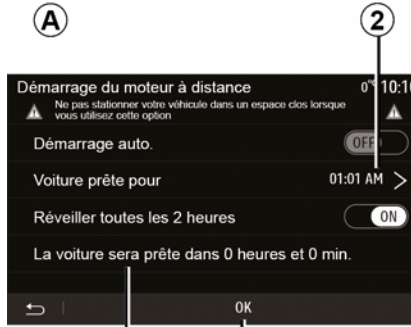 A 2
Démarrage du moteur à distance 0°C 10:10
Ne pas stationner votre véhicule dans un espace clos lorsque
vous utilisez cette option
Démarrage auto. OFF
Voiture prête pour 01:01 AM >
Réveiller toutes les 2 heures ON
La voiture sera prête dans 0 heures et 0 min.
OK